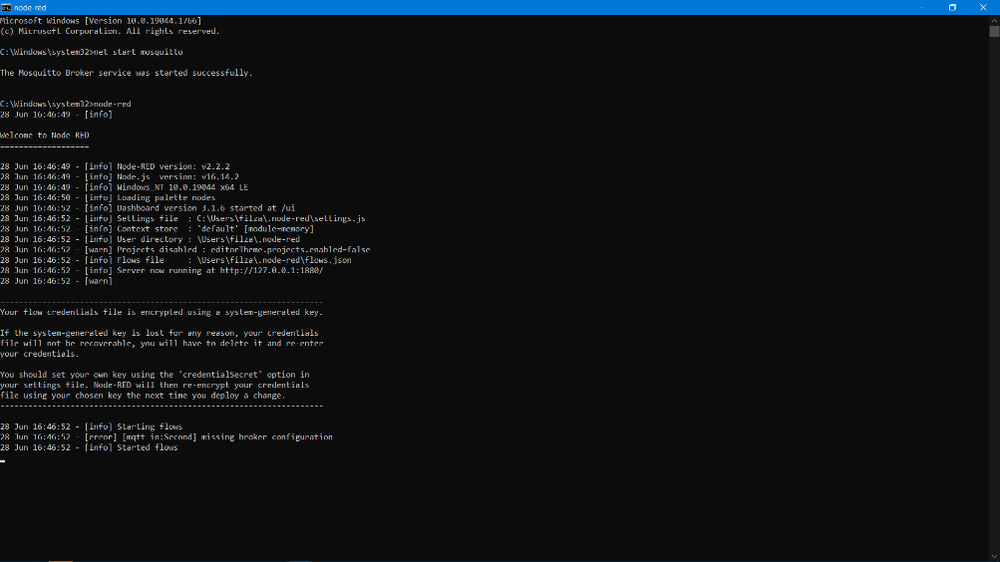 node-red
Microsoft Windows [Version 10.0.19044.1766]
(c) Microsoft Corporation. All rights reserved.
C:\Windows\system32>net start mosquitto
The Mosquitto Broker service was started successfully.
C:\Windows\system32>node-red
28 Jun 16:46:49 - [info]
Welcome to Node-RED
===================
28 Jun 16:46:49 - [info] Node-RED version: v2.2.2
28 Jun 16:46:49 - [info] Node.js  version: v16.14.2
28 Jun 16:46:49 - [info] Windows_NT 10.0.19044 x64 LE
28 Jun 16:46:50 - [info] Loading palette nodes
28 Jun 16:46:52 - [info] Dashboard version 3.1.6 started at /ui
28 Jun 16:46:52 - [info] Settings file  : C:\Users\filza\.node-red\settings.js
28 Jun 16:46:52 - [info] Context store  : 'default' [module=memory]
28 Jun 16:46:52 - [info] User directory : \Users\filza\.node-red
28 Jun 16:46:52 - [warn] Projects disabled : editorTheme.projects.enabled=false
28 Jun 16:46:52 - [info] Flows file     : \Users\filza\.node-red\flows.json
28 Jun 16:46:52 - [info] Server now running at http://127.0.0.1:1880/
28 Jun 16:46:52 - [warn]
---------------------------------------------------------------------
Your flow credentials file is encrypted using a system-generated key.
If the system-generated key is lost for any reason, your credentials
file will not be recoverable, you will have to delete it and re-enter
your credentials.
You should set your own key using the 'credentialSecret' option in
your settings file. Node-RED will then re-encrypt your credentials
file using your chosen key the next time you deploy a change.
---------------------------------------------------------------------
28 Jun 16:46:52 - [info] Starting flows
28 Jun 16:46:52 - [error] [mqtt in:Second] missing broker configuration
28 Jun 16:46:52 - [info] Started flows